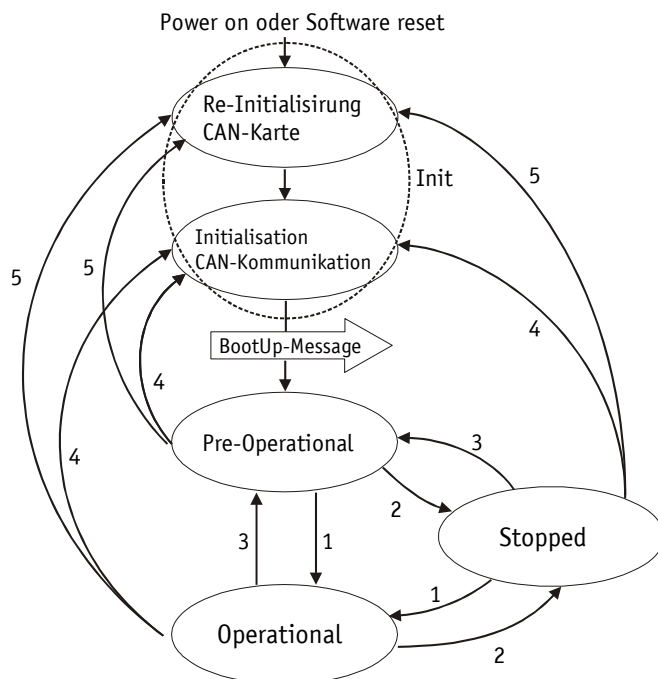 Power on oder Software reset
Re-Initialisirung
CAN-Karte
Init
5
Initialisation
CAN-Kommunikation
5
5
4
BootUp-Message
4
4
Pre-Operational
3
2
Stopped
3
1
1
Operational
2